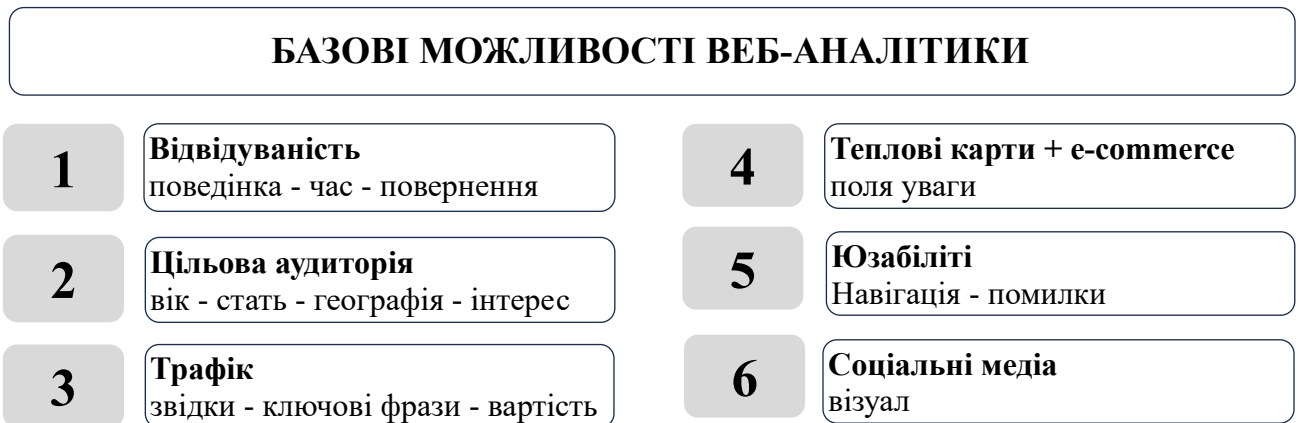 БАЗОВІ МОЖЛИВОСТІ ВЕБ-АНАЛІТИКИ
1
Відвідуваність
поведінка - час - повернення
2
Цільова аудиторія
вік - стать - географія - інтерес
3
Трафік
звідки - ключові фрази - вартість
4
Теплові карти + e-commerce
поля уваги
5
Юзабіліті
Навігація - помилки
6
Соціальні медіа
візуал